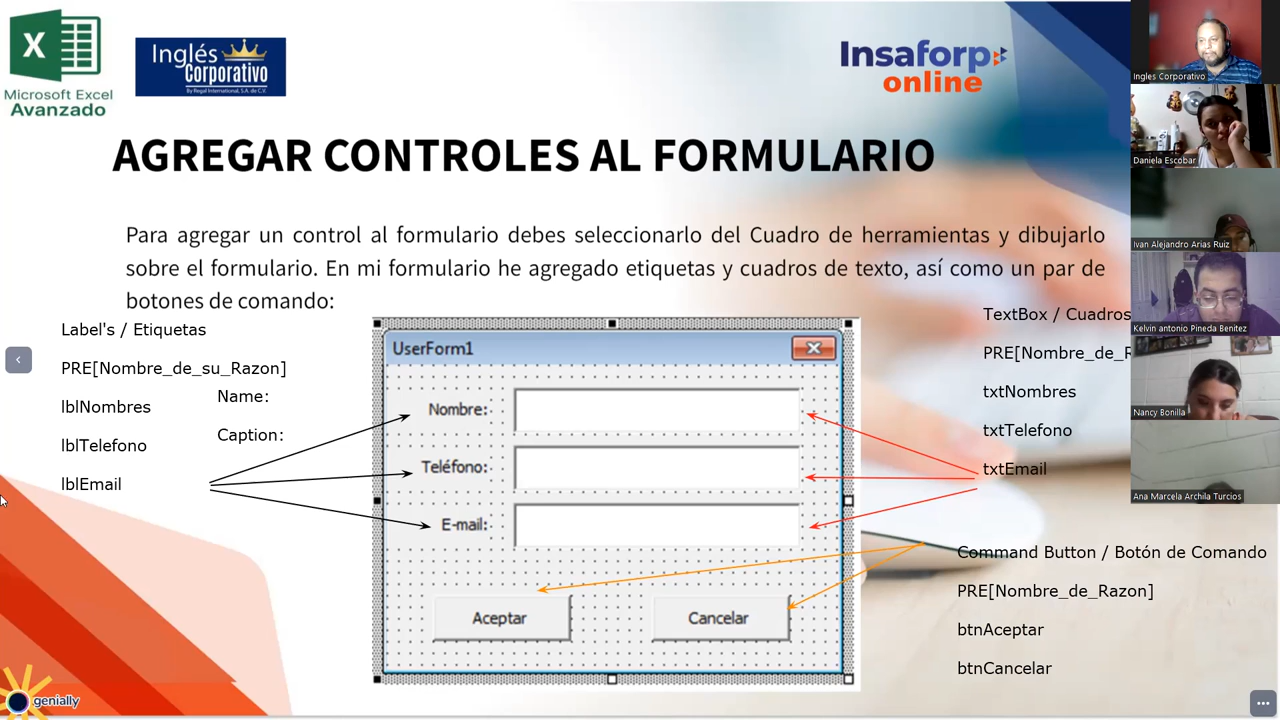 Microsoft Excel
Avanzado
Inglés
Corporativo
By Regal International, S.A. de C.V.
Insaforp
online
AGREGAR CONTROLES AL FORMULARIO
Para agregar un control al formulario debes seleccionarlo del Cuadro de herramientas y dibujarlo
sobre el formulario. En mi formulario he agregado etiquetas y cuadros de texto, así como un par de
botones de comando:
Label's / Etiquetas
PRE[Nombre_de_su_Razon]
lblNombres
lblTelefono
lblEmail
Name:
Caption:
UserForm1
Nombre:
Teléfono:
E-mail:
Aceptar
Cancelar
TextBox / Cuadros
PRE[Nombre_de_R
txtNombres
txtTelefono
txtEmail
Command Button / Botón de Comando
PRE[Nombre_de_Razon]
btnAceptar
btnCancelar
Ingles Corporativo
Daniela Escobar
Ivan Alejandro Arias Ruiz
Kelvin antonio Pineda Benitez
Nancy Bonilla
Ana Marcela Archila Turcios
genially